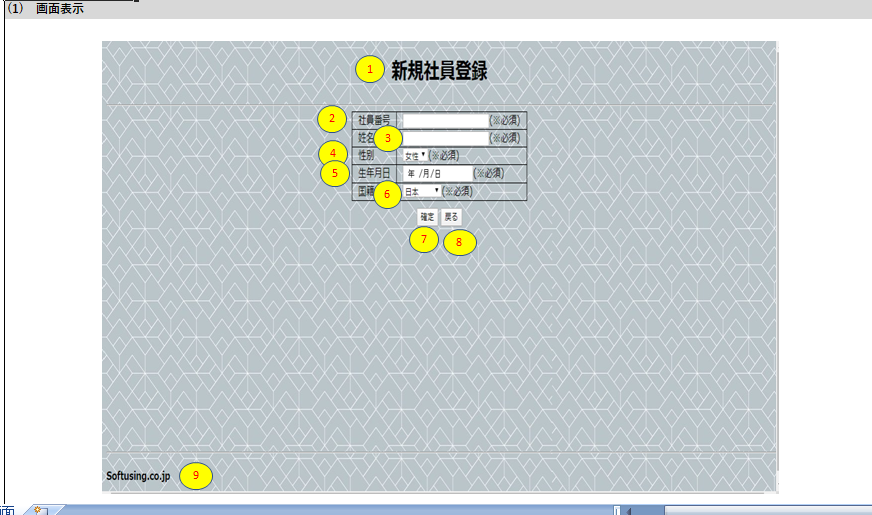 (1) 画面表示
1 新規社員登録
2 社員番号 (※必須)
姓名 3 (※必須)
4 性別 女性 (※必須)
5 生年月日 年 /月/日 (※必須)
国籍 6 日本 (※必須)
確定 戻る
7 8
Softusing.co.jp 9